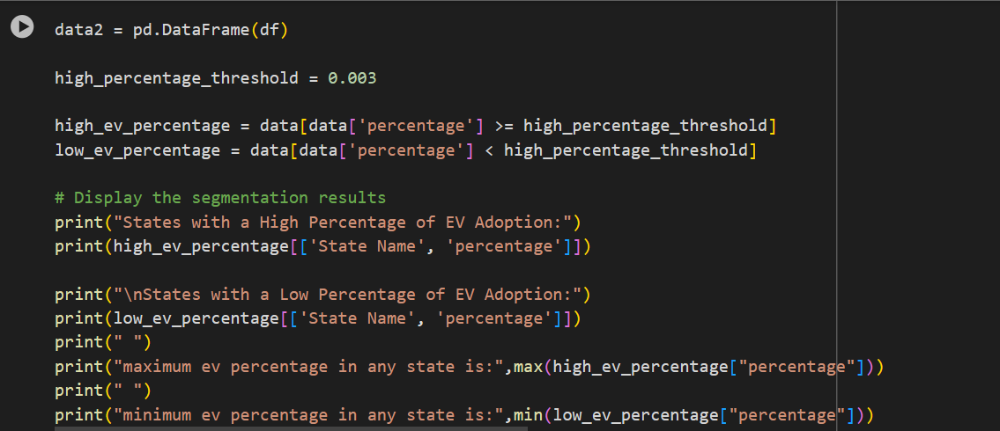 data2 = pd.DataFrame(df)
high_percentage_threshold = 0.003
high_ev_percentage = data[data['percentage'] >= high_percentage_threshold]
low_ev_percentage = data[data['percentage'] < high_percentage_threshold]
# Display the segmentation results
print("States with a High Percentage of EV Adoption:")
print(high_ev_percentage[['State Name', 'percentage']])
print("\nStates with a Low Percentage of EV Adoption:")
print(low_ev_percentage[['State Name', 'percentage']])
print(" ")
print("maximum ev percentage in any state is:",max(high_ev_percentage["percentage"]))
print(" ")
print("minimum ev percentage in any state is:",min(low_ev_percentage["percentage"]))